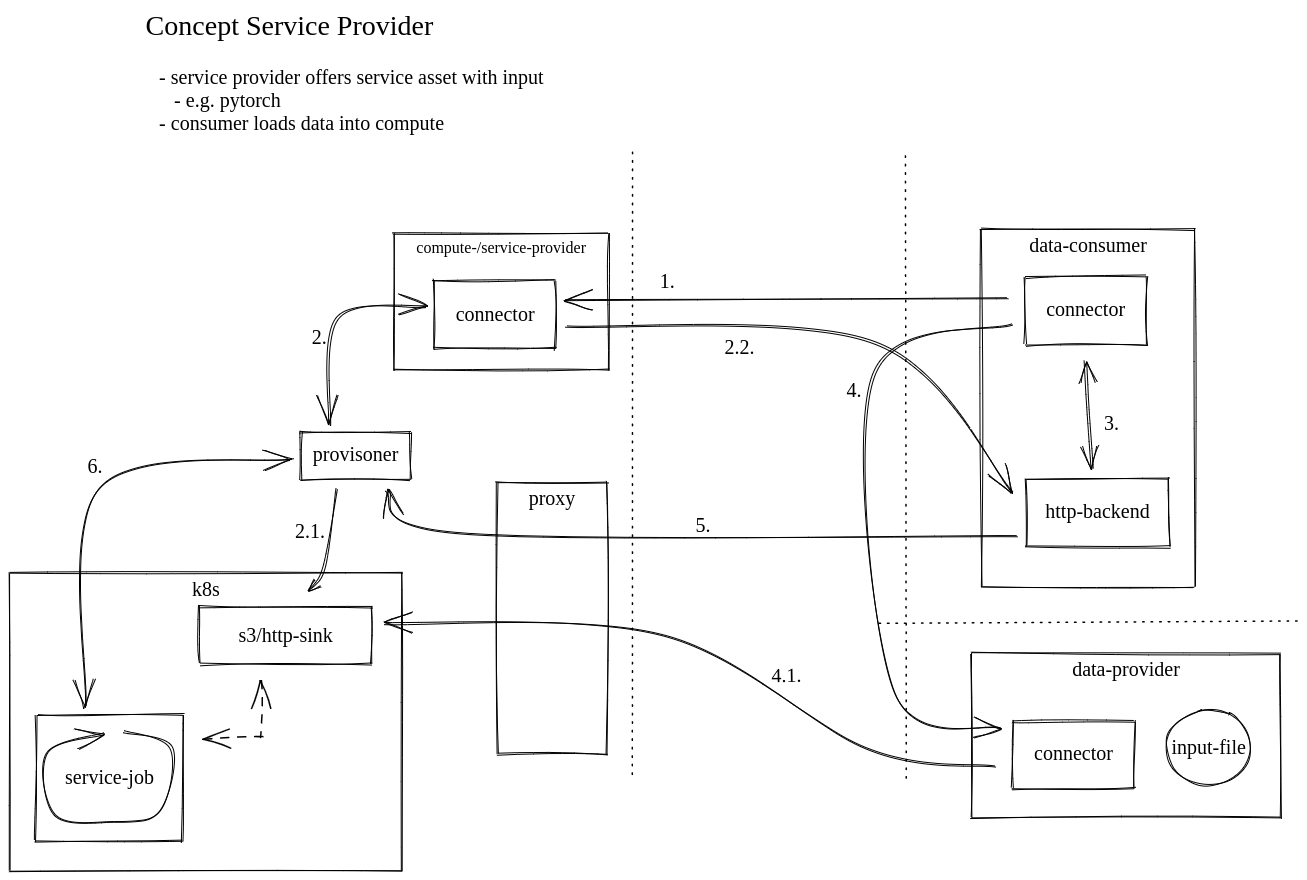 Concept Service Provider
- service provider offers service asset with input
- e.g. pytorch
- consumer loads data into compute
compute-/service-provider
connector
data-consumer
connector
1.
2.
2.2.
4.
3.
provisoner
6.
2.1.
proxy
5.
http-backend
k8s
s3/http-sink
4.1.
data-provider
connector
input-file
service-job